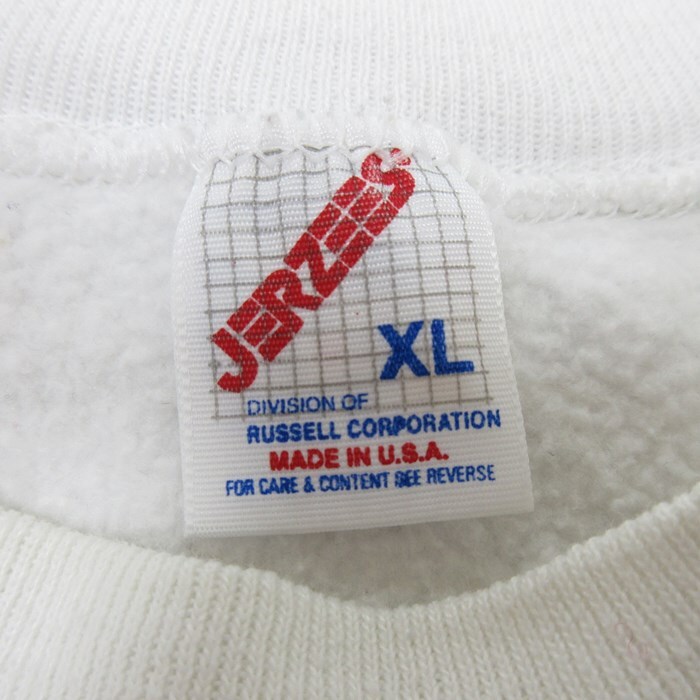 JERZEES
XL
DIVISION OF
RUSSELL CORPORATION
MADE IN U.S.A.
FOR CARE & CONTENT SEE REVERSE